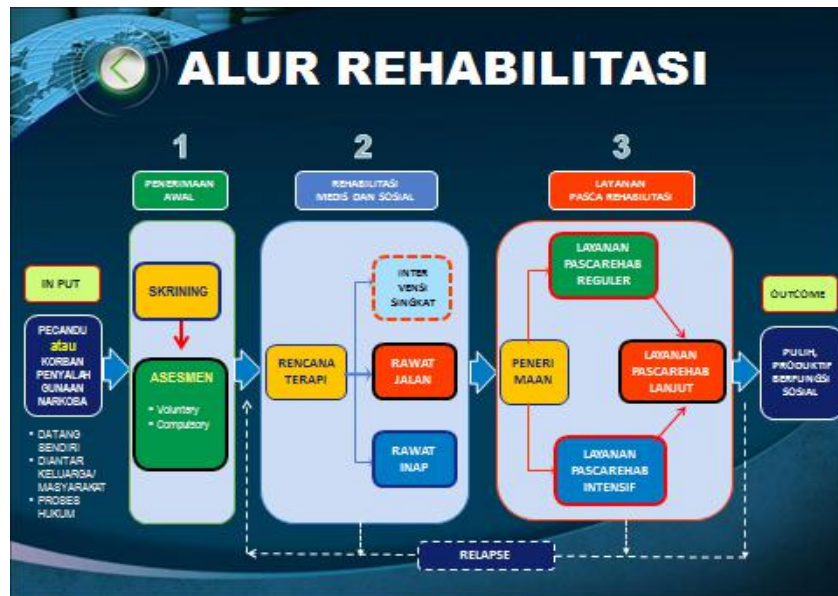 ALUR REHABILITASI
1
2
3
PENERIMAAN
AWAL
REHABILITASI
MEDIS DAN SOSIAL
LAYANAN
PASCA REHABILITASI
IN PUT
PECANDU
atau
KORBAN
PENYALAH
GUNAAN
NARKOBA
• DATANG
SENDIRI
• DIANTAR
KELUARGA/
MASYARAKAT
• PROSES
HUKUM
SKRINING
ASESMEN
• Voluntary
• Compulsory
RENCANA
TERAPI
INTER
VENSI
SINGKAT
RAWAT
JALAN
RAWAT
INAP
PENERI
MAAN
LAYANAN
PASCAREHAB
REGULER
LAYANAN
PASCAREHAB
LANJUT
LAYANAN
PASCAREHAB
INTENSIF
OUTCOME
PULIH,
PRODUKTIF
BERFUNGSI
SOSIAL
RELAPSE